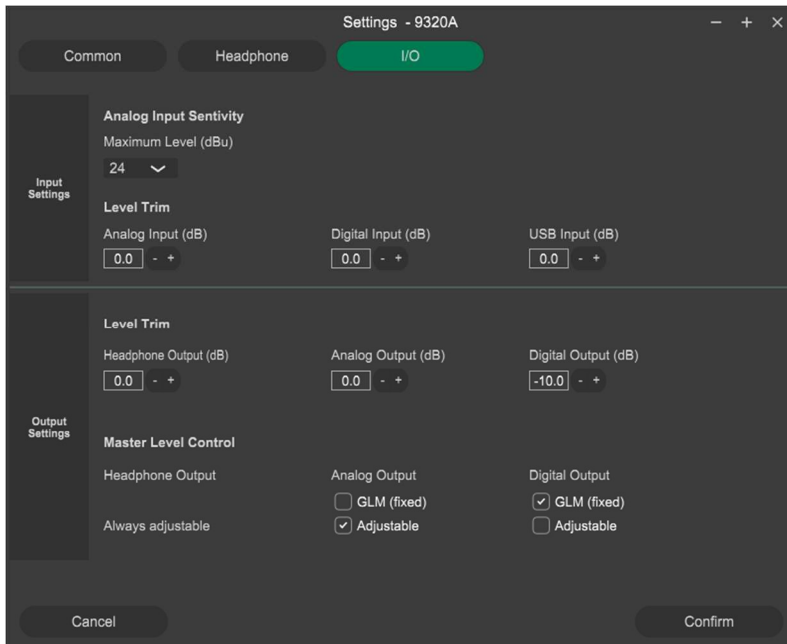 Settings - 9320A
− + ×
Common Headphone I/O
Analog Input Sentivity
Maximum Level (dBu)
24
Input
Settings
Level Trim
Analog Input (dB) Digital Input (dB) USB Input (dB)
0.0 - + 0.0 - + 0.0 - +
Level Trim
Headphone Output (dB) Analog Output (dB) Digital Output (dB)
0.0 - + 0.0 - + -10.0 - +
Output
Settings
Master Level Control
Headphone Output Analog Output Digital Output
GLM (fixed) GLM (fixed)
Always adjustable Adjustable Adjustable
Cancel Confirm